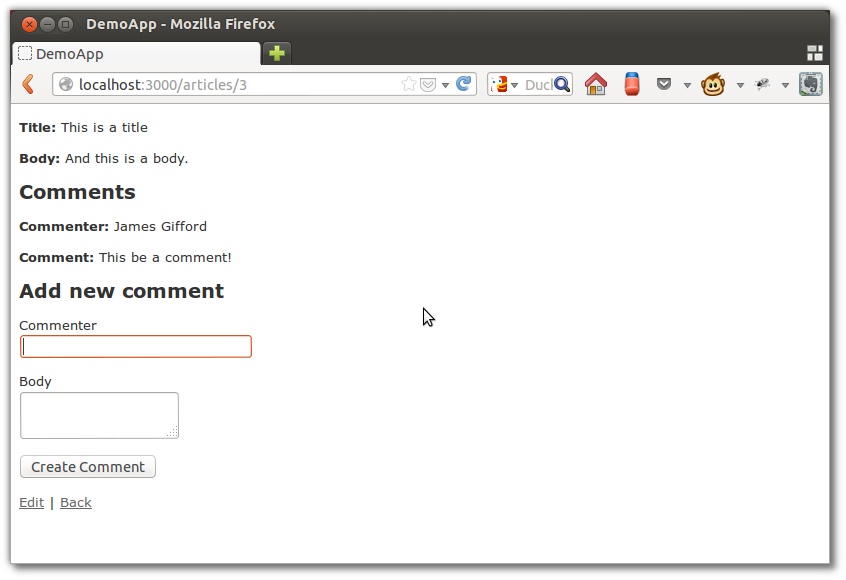 DemoApp - Mozilla Firefox
DemoApp
localhost:3000/articles/3
Title: This is a title
Body: And this is a body.
Comments
Commenter: James Gifford
Comment: This be a comment!
Add new comment
Commenter
Body
Create Comment
Edit | Back